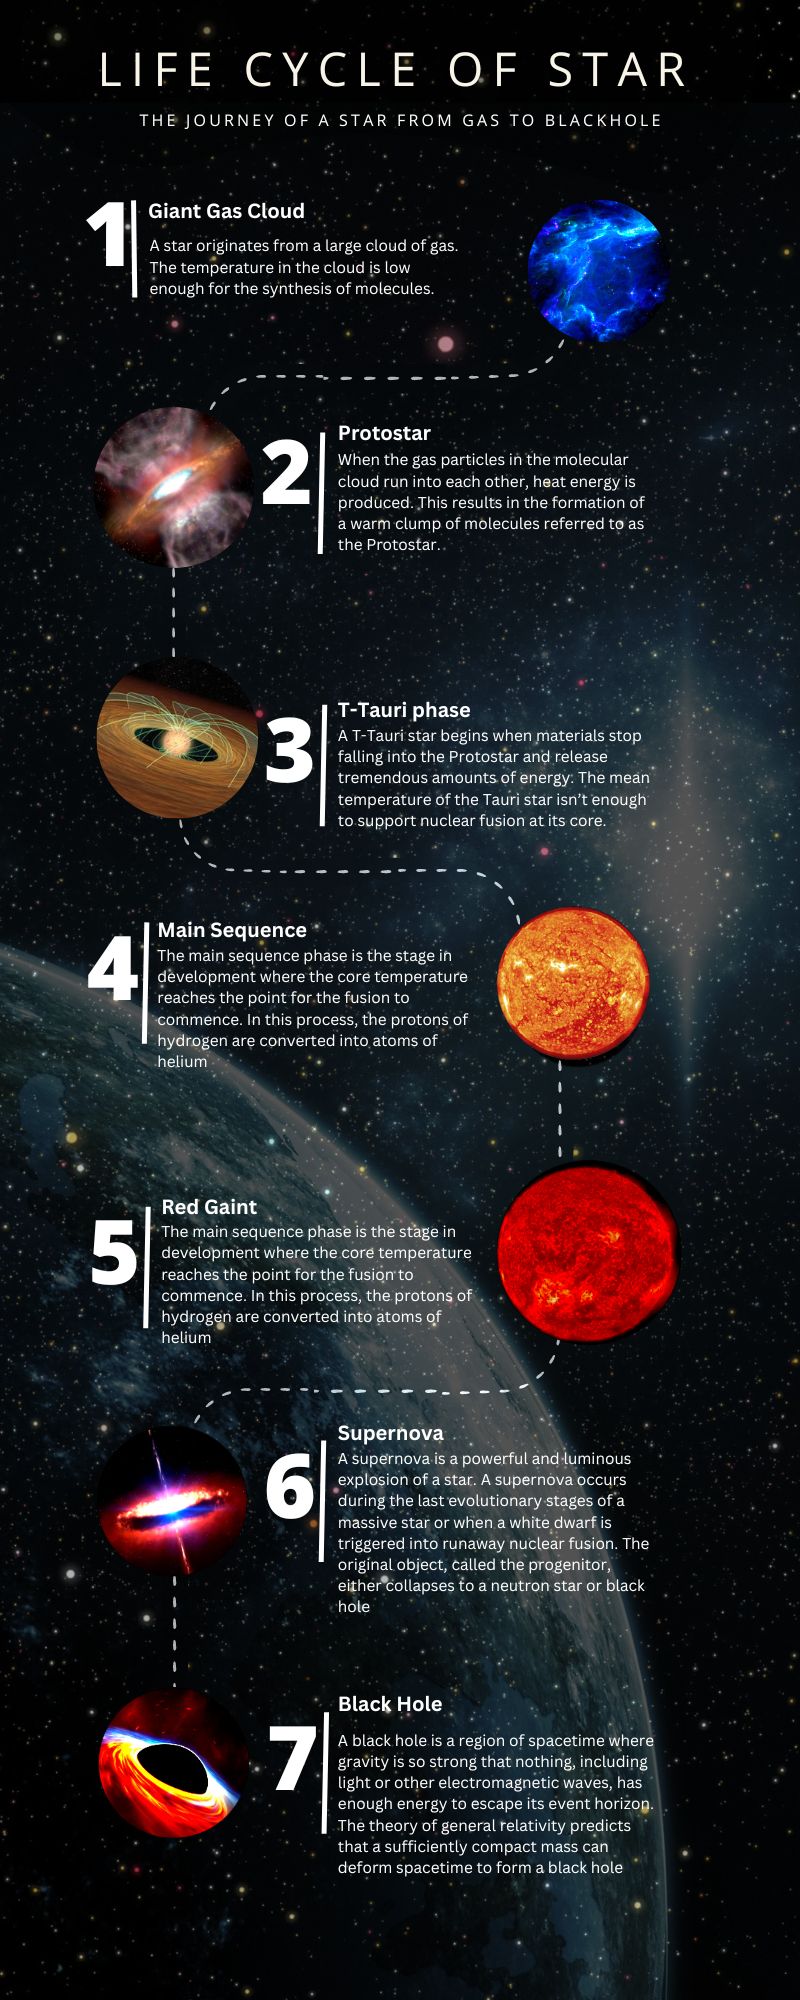 LIFE CYCLE OF STAR
THE JOURNEY OF A STAR FROM GAS TO BLACKHOLE
1
Giant Gas Cloud
A star originates from a large cloud of gas.
The temperature in the cloud is low
enough for the synthesis of molecules.
2
Protostar
When the gas particles in the molecular
cloud run into each other, heat energy is
produced. This results in the formation of
a warm clump of molecules referred to as
the Protostar.
3
T-Tauri phase
A T-Tauri star begins when materials stop
falling into the Protostar and release
tremendous amounts of energy. The mean
temperature of the Tauri star isn't enough
to support nuclear fusion at its core.
4
Main Sequence
The main sequence phase is the stage in
development where the core temperature
reaches the point for the fusion to
commence. In this process, the protons of
hydrogen are converted into atoms of
helium
5
Red Gaint
The main sequence phase is the stage in
development where the core temperature
reaches the point for the fusion to
commence. In this process, the protons of
hydrogen are converted into atoms of
helium
6
Supernova
A supernova is a powerful and luminous
explosion of a star. A supernova occurs
during the last evolutionary stages of a
massive star or when a white dwarf is
triggered into runaway nuclear fusion. The
original object, called the progenitor,
either collapses to a neutron star or black
hole
7
Black Hole
A black hole is a region of spacetime where
gravity is so strong that nothing, including
light or other electromagnetic waves, has
enough energy to escape its event horizon.
The theory of general relativity predicts
that a sufficiently compact mass can
deform spacetime to form a black hole